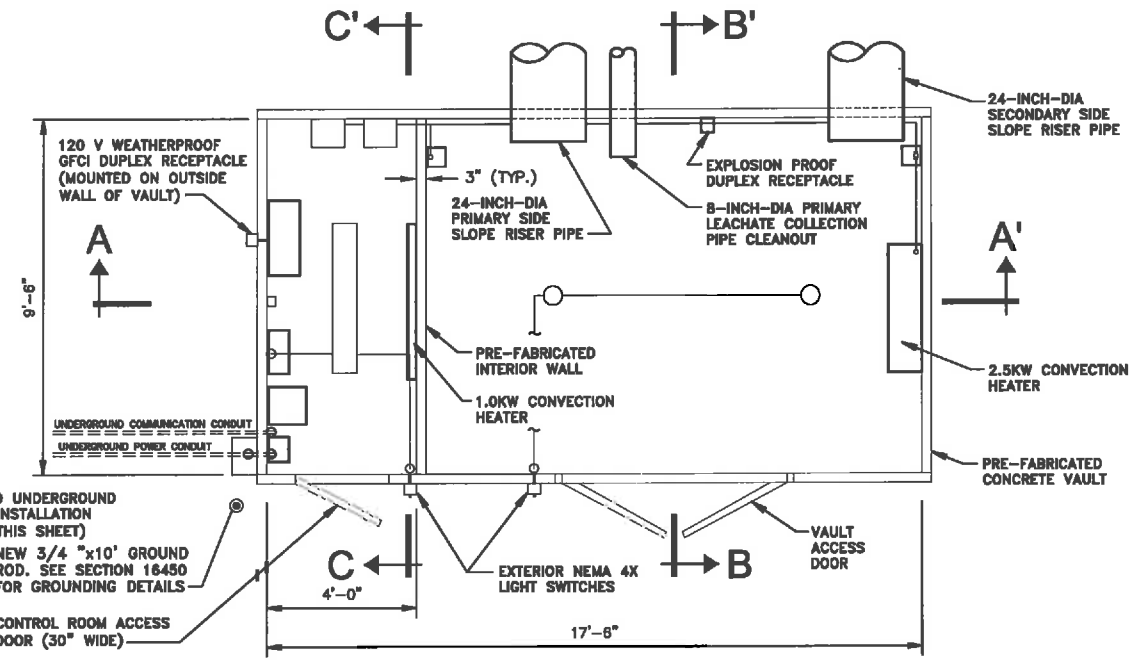 C'
B'
24-INCH-DIA
SECONDARY SIDE
SLOPE RISER PIPE
120 V WEATHERPROOF
GFCI DUPLEX RECEPTACLE
(MOUNTED ON OUTSIDE
WALL OF VAULT)
3" (TYP.)
24-INCH-DIA
PRIMARY SIDE
SLOPE RISER PIPE
EXPLOSION PROOF
DUPLEX RECEPTACLE
8-INCH-DIA PRIMARY
LEACHATE COLLECTION
PIPE CLEANOUT
A
A'
9'-6"
PRE-FABRICATED
INTERIOR WALL
1.0KW CONVECTION
HEATER
2.5KW CONVECTION
HEATER
UNDERGROUND COMMUNICATION CONDUIT
UNDERGROUND POWER CONDUIT
PRE-FABRICATED
CONCRETE VAULT
UNDERGROUND
NSTALLATION
THIS SHEET)
NEW 3/4 "x10' GROUND
ROD. SEE SECTION 16450
FOR GROUNDING DETAILS
VAULT
ACCESS
DOOR
C
B
EXTERIOR NEMA 4X
LIGHT SWITCHES
4'-0"
CONTROL ROOM ACCESS
DOOR (30" WIDE)
17'-6"